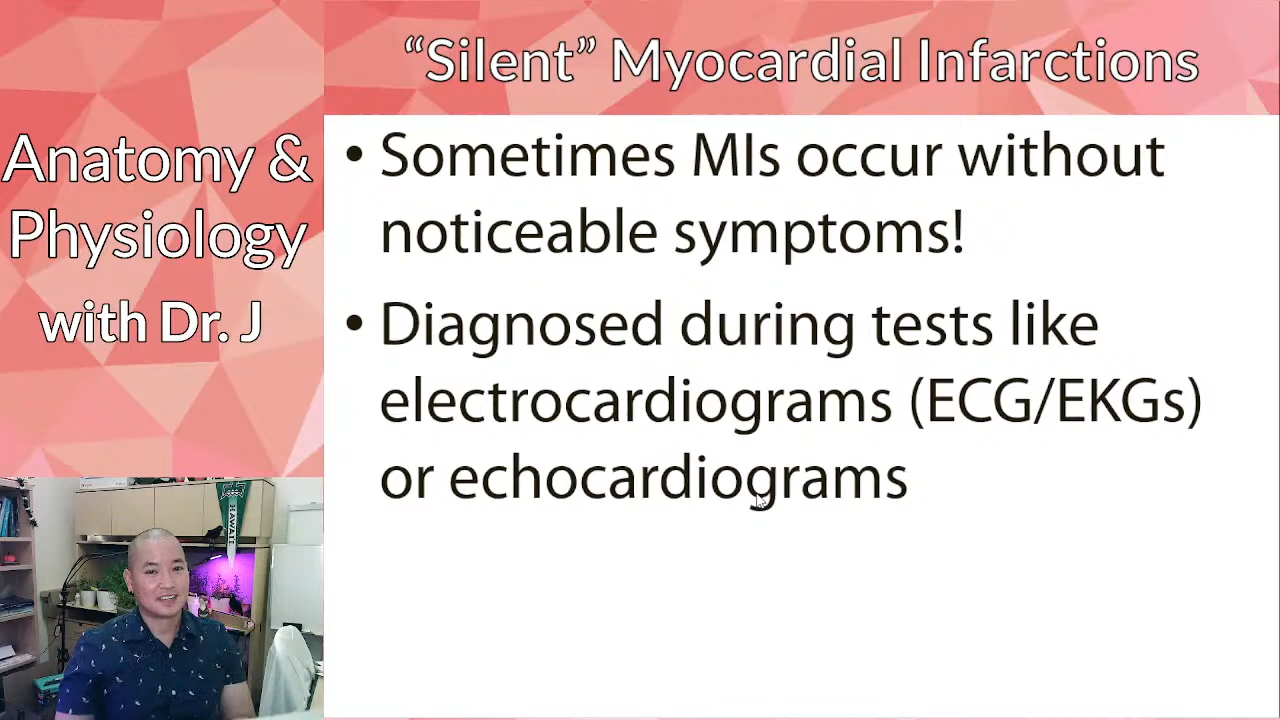 "Silent" Myocardial Infarctions
Anatomy &
Physiology
with Dr. J
• Sometimes MIs occur without
noticeable symptoms!
• Diagnosed during tests like
electrocardiograms (ECG/EKGs)
or echocardiograms
HAWAII